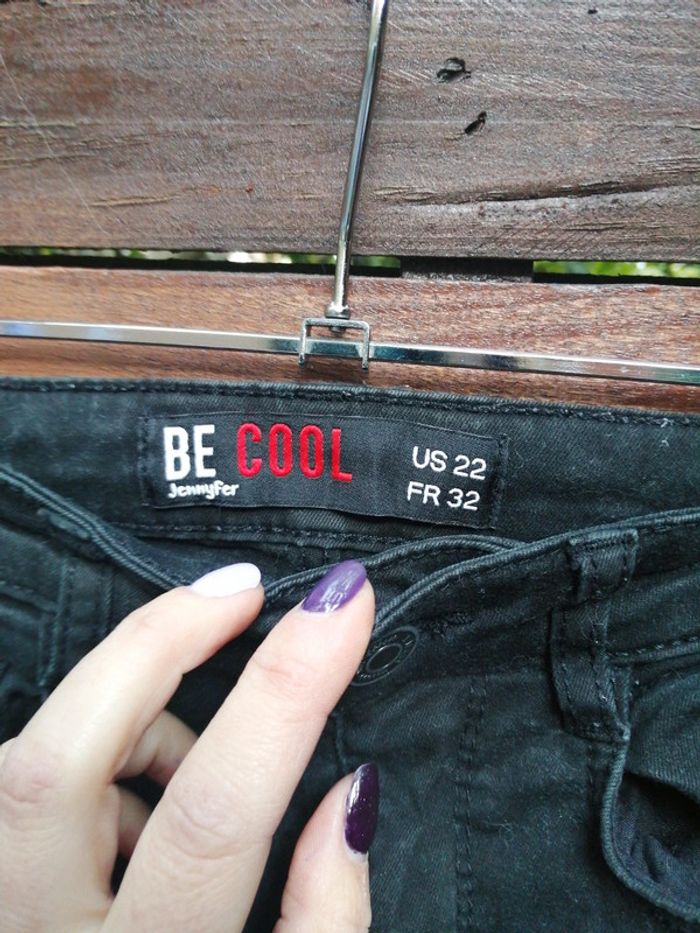 BE COOL
Jennyfer
US 22
FR 32